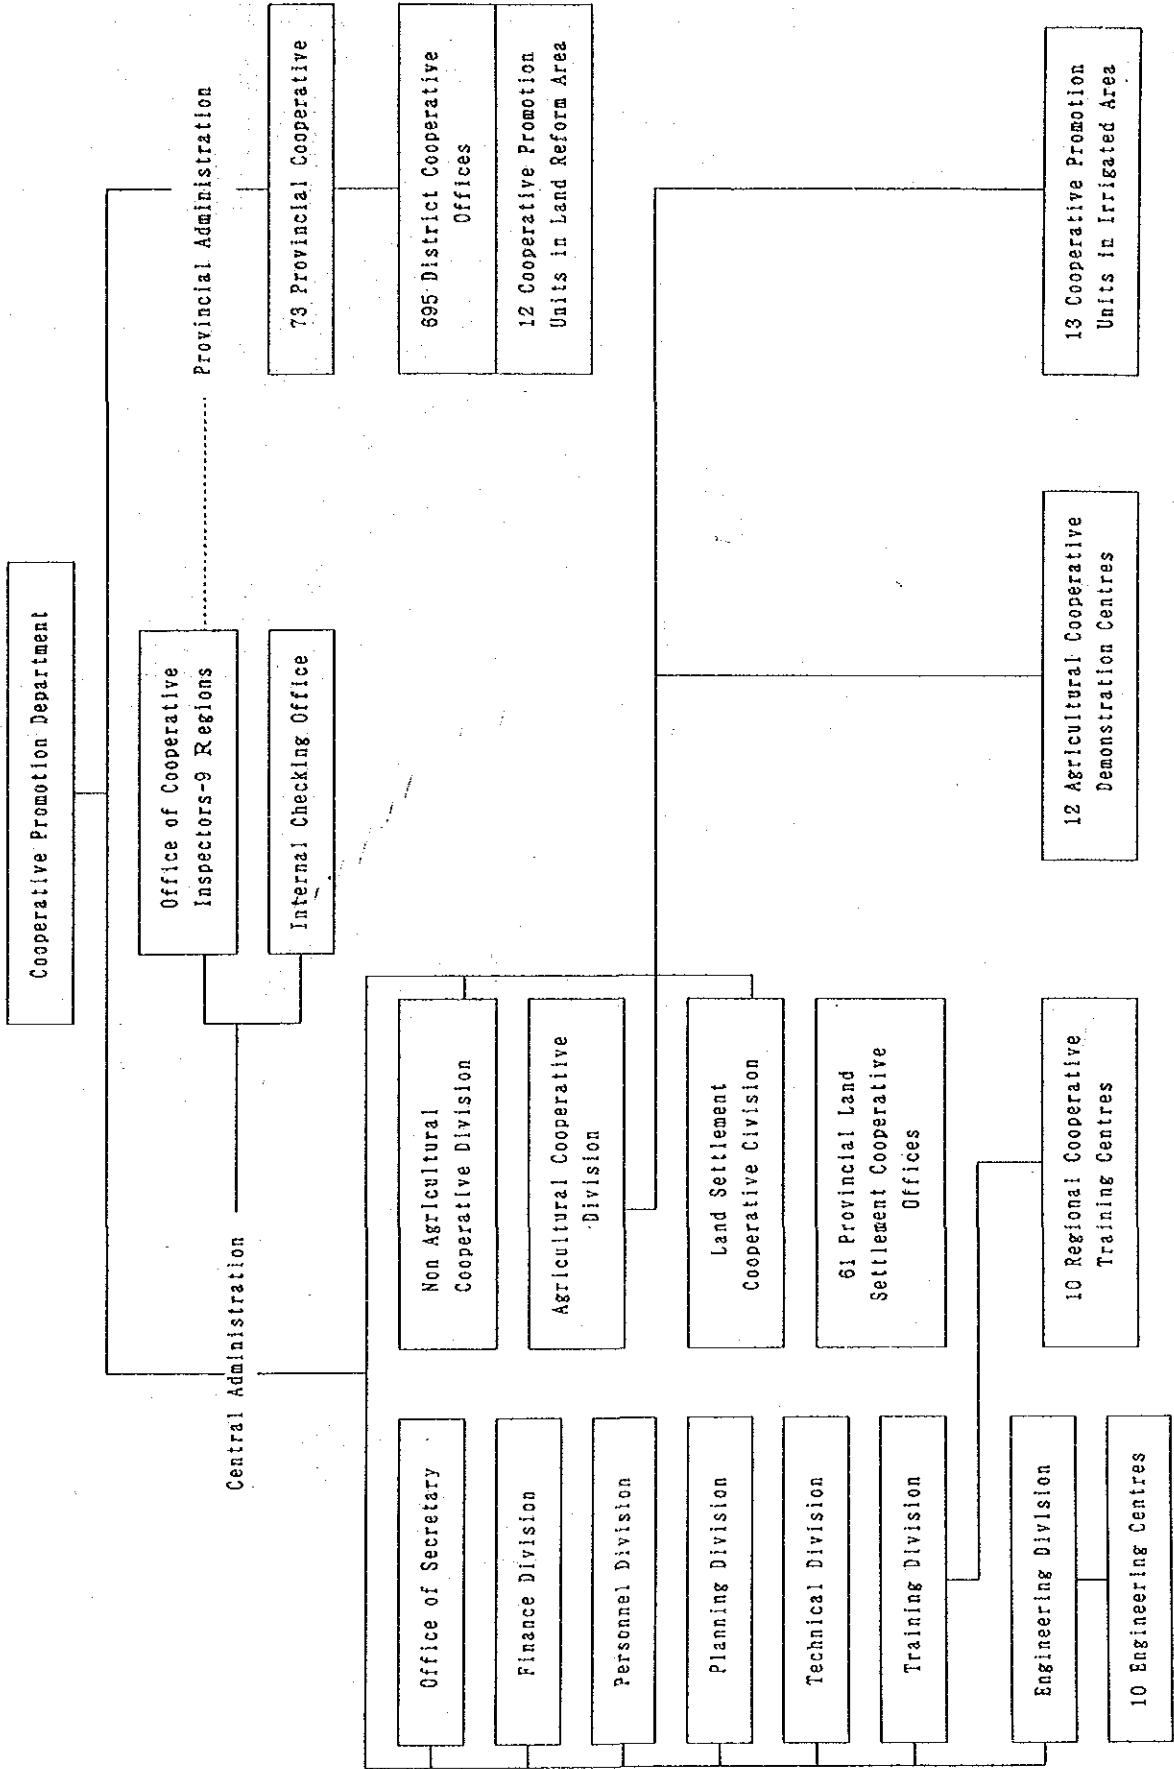 Cooperative Promotion Department
Central Administration
Provincial Administration
Office of Cooperative
Inspectors-9 Regions
Internal Checking Office
73 Provincial Cooperative
695 District Cooperative
Offices
12 Cooperative Promotion
Units in Land Reform Area
Office of Secretary
Finance Division
Personnel Division
Planning Division
Technical Division
Training Division
Engineering Division
10 Engineering Centres
Non Agricultural
Cooperative Division
Agricultural Cooperative
Division
Land Settlement
Cooperative Civision
61 Provincial Land
Settlement Cooperative
Offices
10 Regional Cooperative
Training Centres
12 Agricultural Cooperative
Demonstration Centres
13 Cooperative Promotion
Units in Irrigated Area